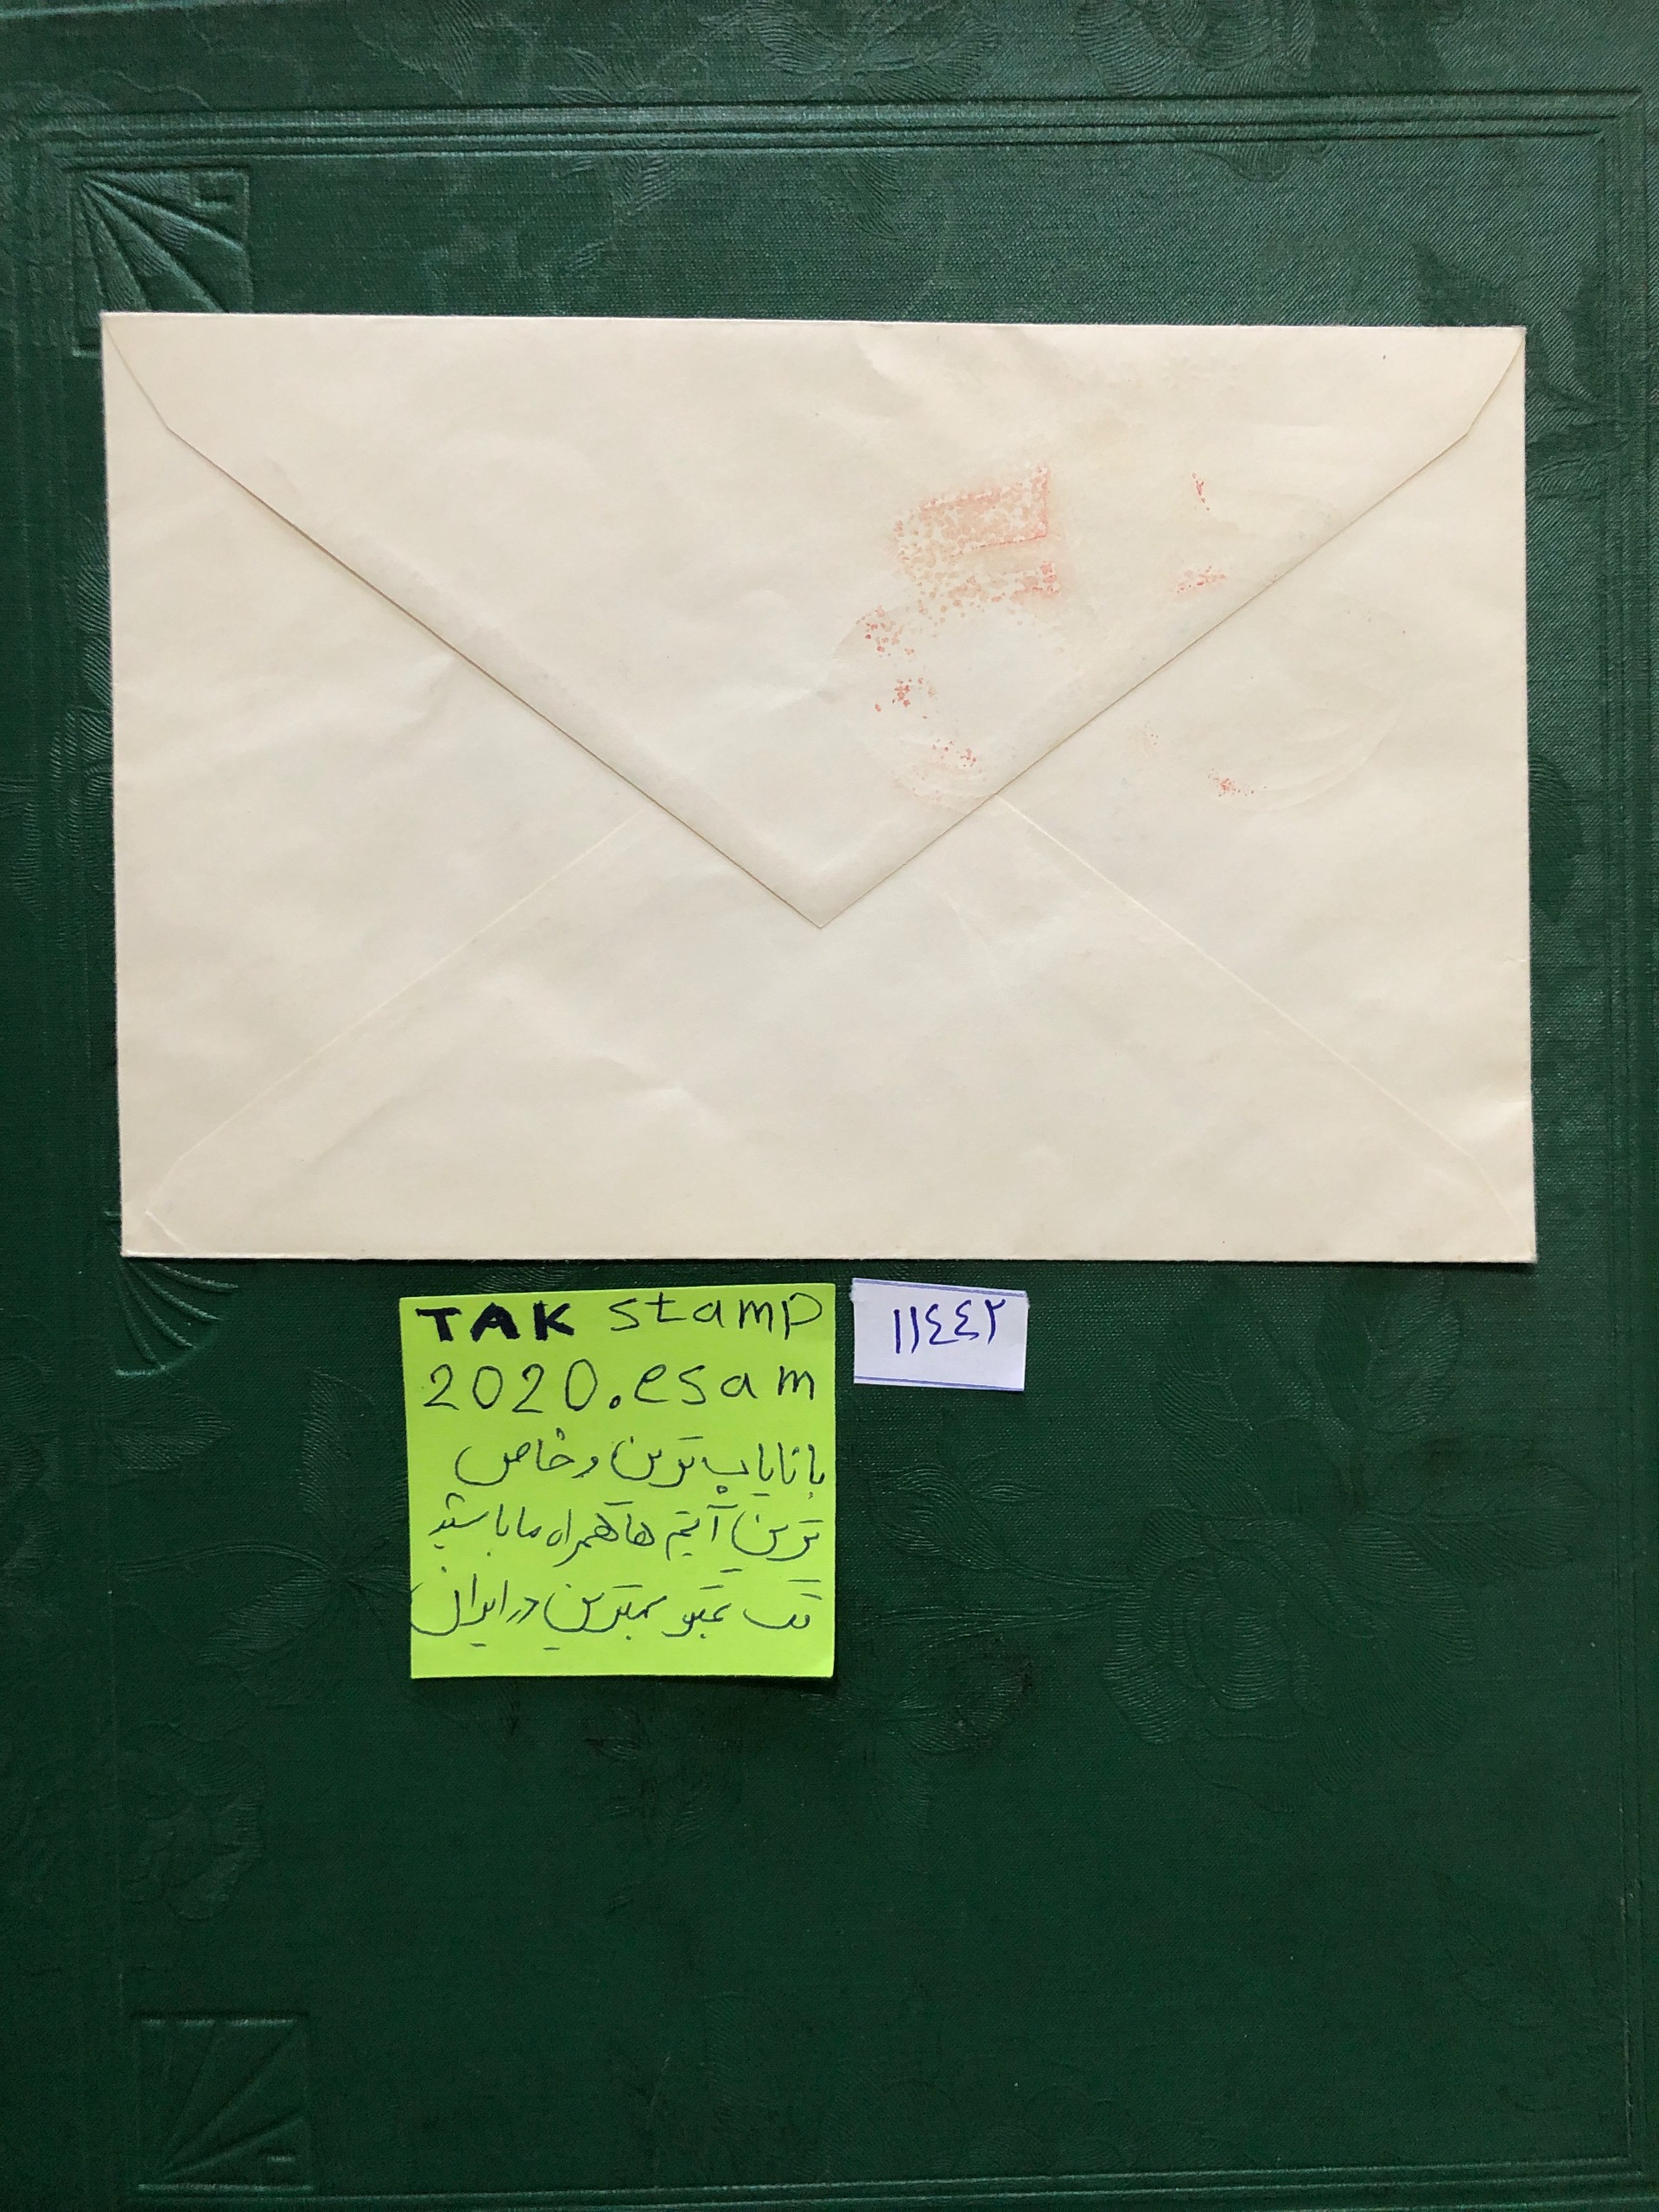 TAK stamp
2020.esam
با نایاب ترین و خاص
ترین آیتم ها همراه ما باشید
تک تمبر بهترین در ایران
۱۱٤٤۲